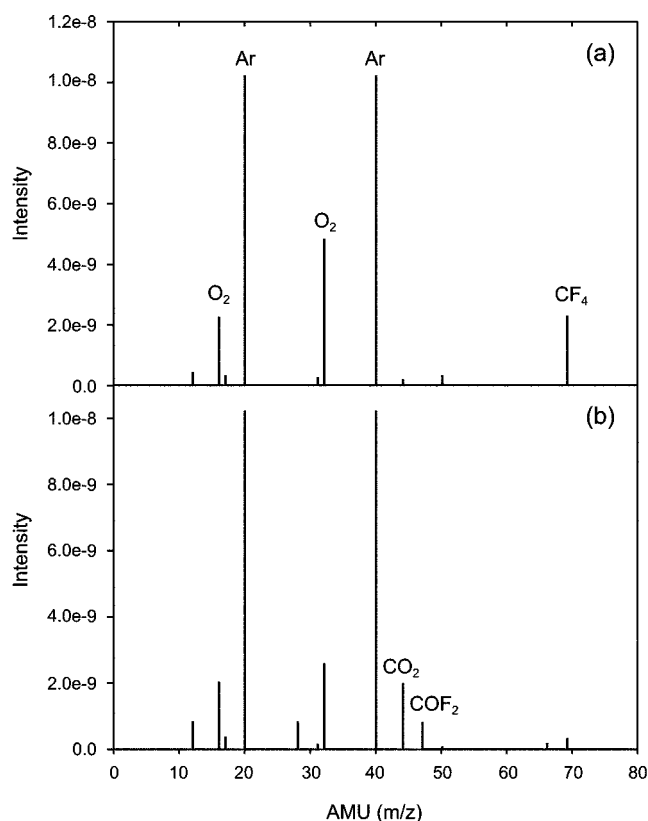 1.2e-8
1.0e-8
8.0e-9
6.0e-9
4.0e-9
2.0e-9
0.0
Intensity
(a)
Ar
Ar
O₂
O₂
CF₄
1.0e-8
8.0e-9
6.0e-9
4.0e-9
2.0e-9
0.0
Intensity
(b)
CO₂
COF₂
0 10 20 30 40 50 60 70 80
AMU (m/z)